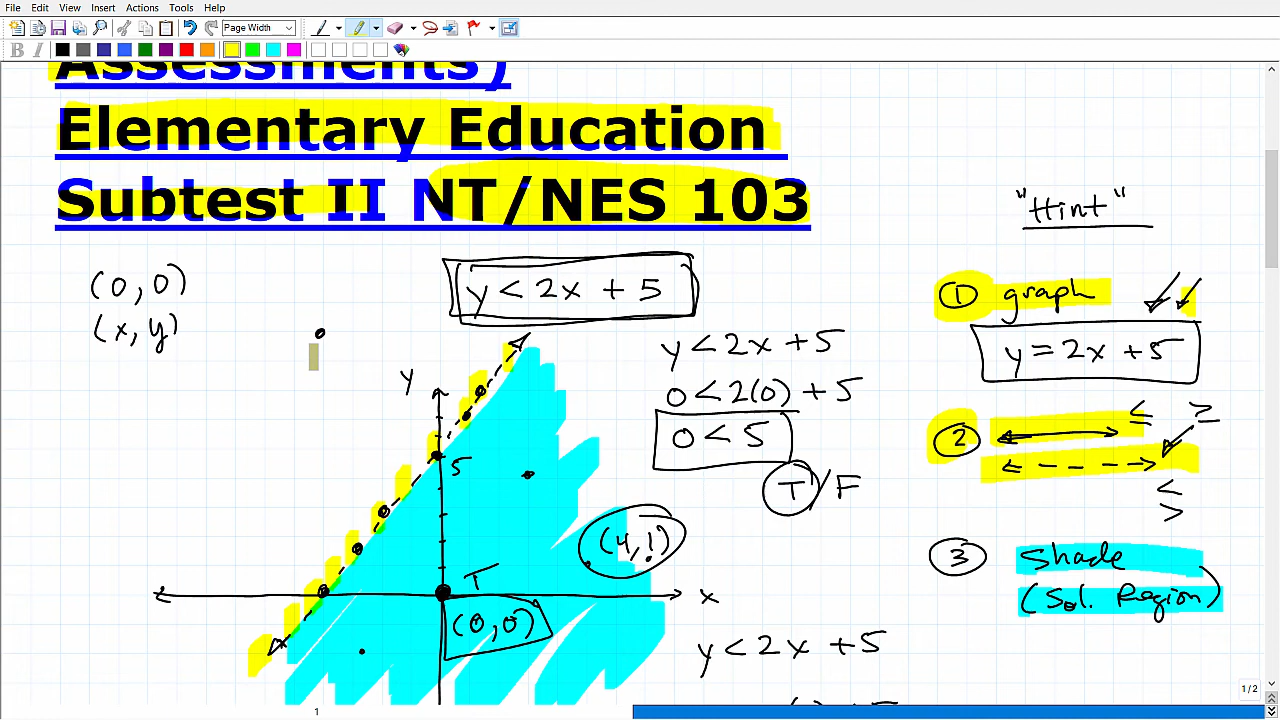 File Edit View Insert Actions Tools Help
Page Width
B I
Assessments)
Elementary Education
Subtest II NT/NES 103
"Hint"
(0,0)
(x,y)
y < 2x + 5
① graph
y = 2x + 5
y < 2x + 5
0 < 2(0) + 5
0 < 5
T/F
② ≤ ≥
< >
③ Shade
(Sol. Region)
y
5
(4,1)
T
x
(0,0)
y < 2x + 5
1/2
1